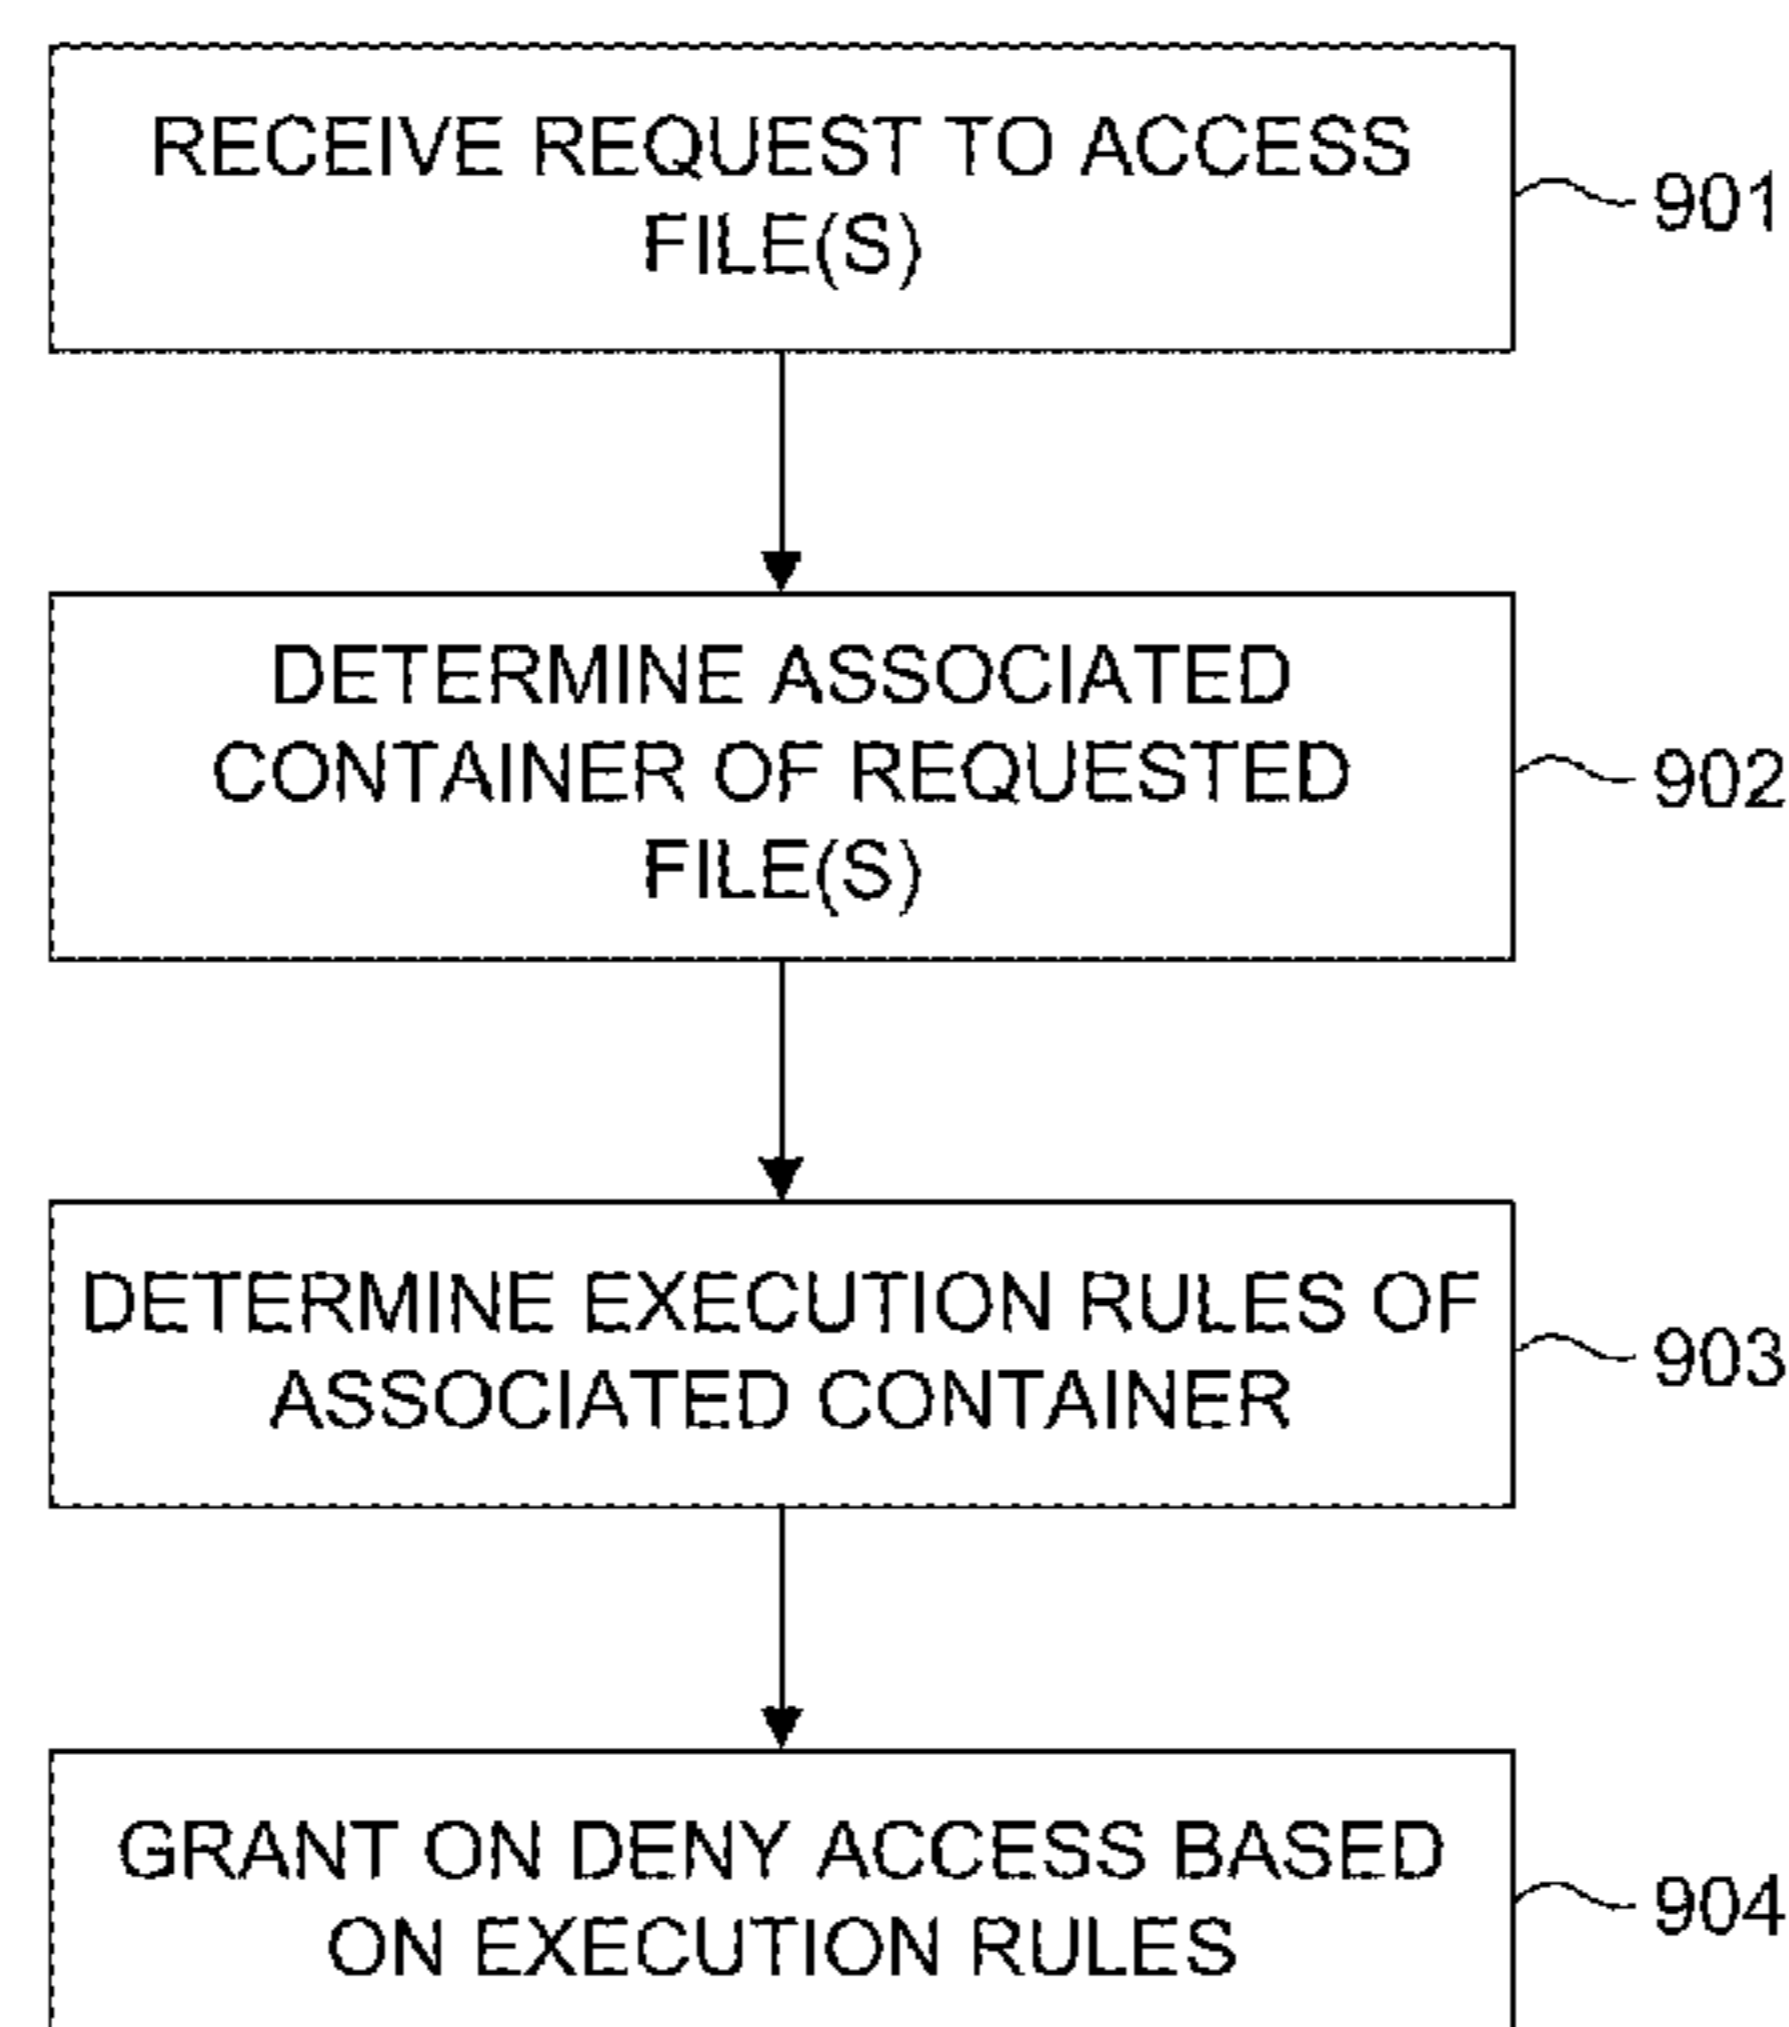 RECEIVE REQUEST TO ACCESS
FILE(S)
901
DETERMINE ASSOCIATED
CONTAINER OF REQUESTED
FILE(S)
902
DETERMINE EXECUTION RULES OF
ASSOCIATED CONTAINER
903
GRANT ON DENY ACCESS BASED
ON EXECUTION RULES
904